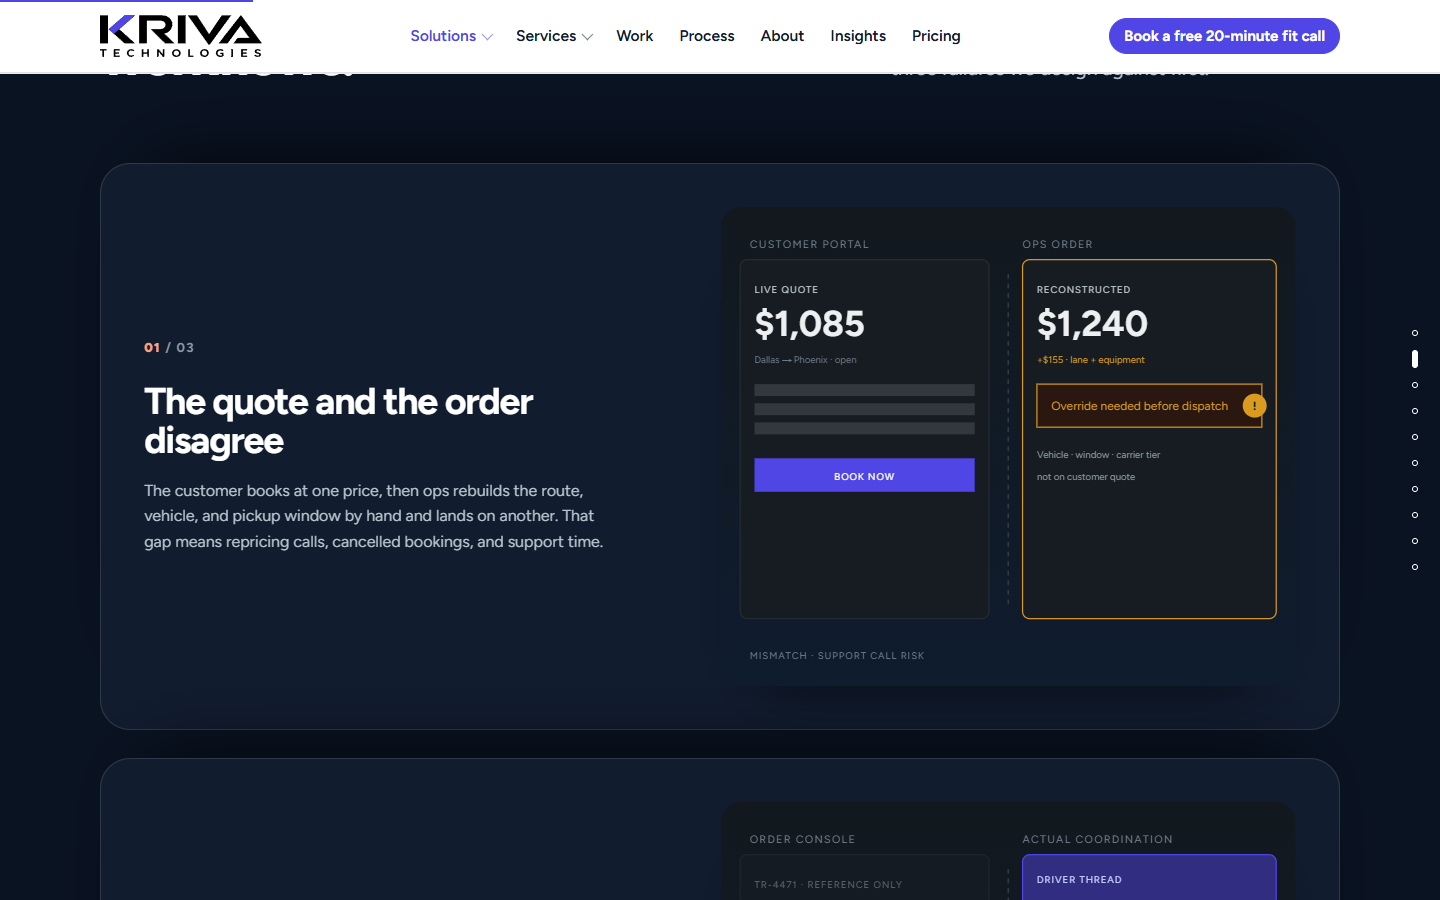 KRIVA
TECHNOLOGIES
Solutions
Services
Work
Process
About
Insights
Pricing
Book a free 20-minute fit call
01 / 03
The quote and the order
disagree
The customer books at one price, then ops rebuilds the route,
vehicle, and pickup window by hand and lands on another. That
gap means repricing calls, cancelled bookings, and support time.
CUSTOMER PORTAL
LIVE QUOTE
$1,085
Dallas → Phoenix · open
BOOK NOW
OPS ORDER
RECONSTRUCTED
$1,240
+$155 · lane + equipment
Override needed before dispatch
!
Vehicle · window · carrier tier
not on customer quote
MISMATCH · SUPPORT CALL RISK
ORDER CONSOLE
TR-4471 · REFERENCE ONLY
ACTUAL COORDINATION
DRIVER THREAD